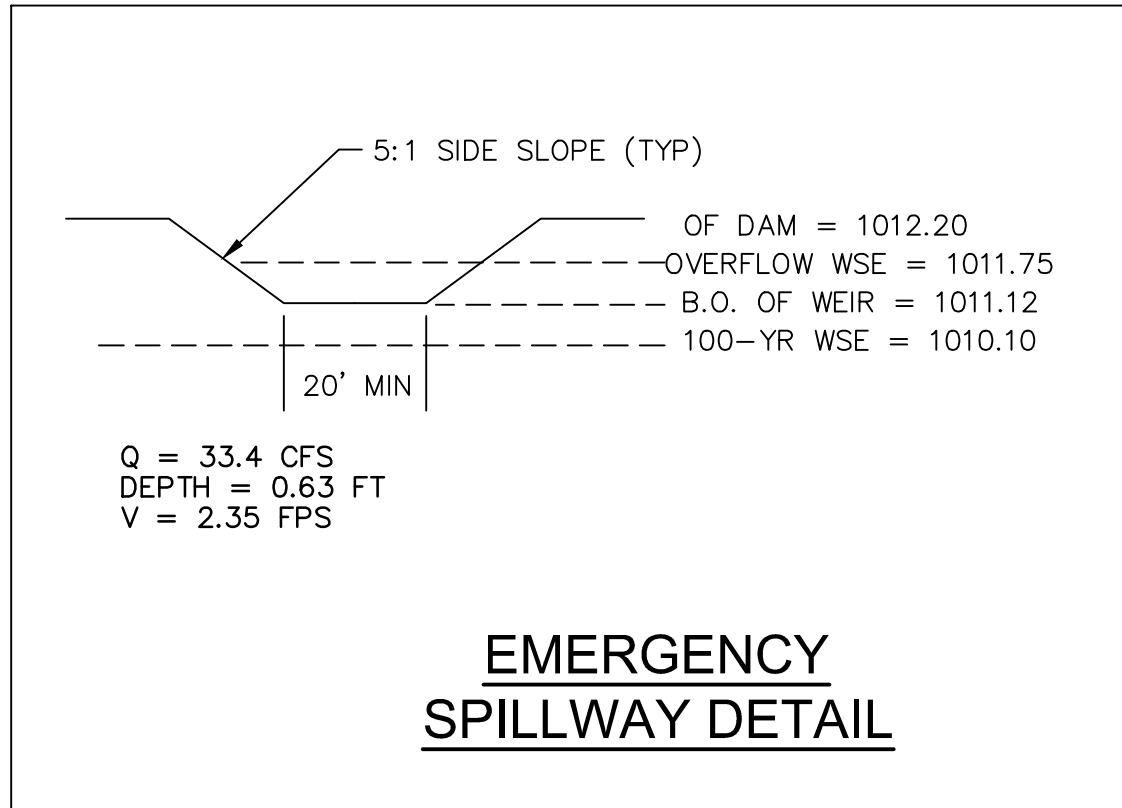 5:1 SIDE SLOPE (TYP)
OF DAM = 1012.20
OVERFLOW WSE = 1011.75
B.O. OF WEIR = 1011.12
100-YR WSE = 1010.10
20' MIN
Q = 33.4 CFS
DEPTH = 0.63 FT
V = 2.35 FPS
EMERGENCY
SPILLWAY DETAIL